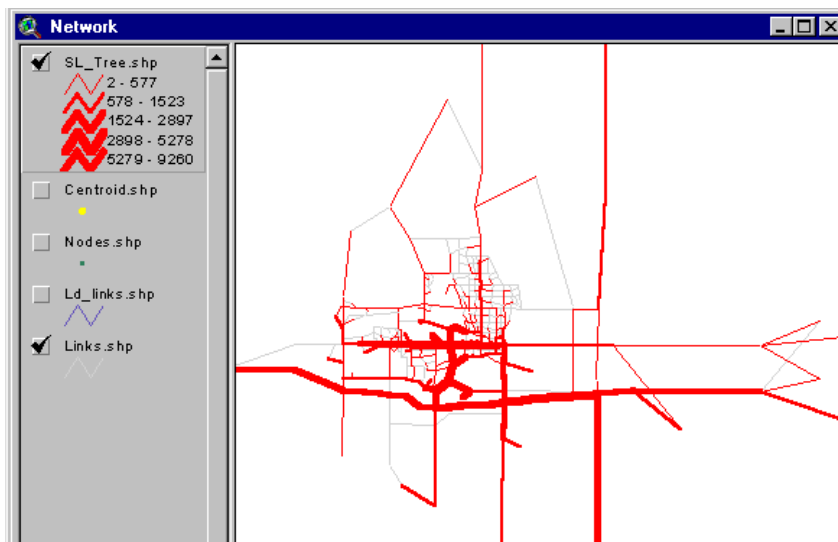 Network
SL_Tree.shp
2 - 577
578 - 1523
1524 - 2897
2898 - 5278
5279 - 9260
Centroid.shp
Nodes.shp
Ld_links.shp
Links.shp